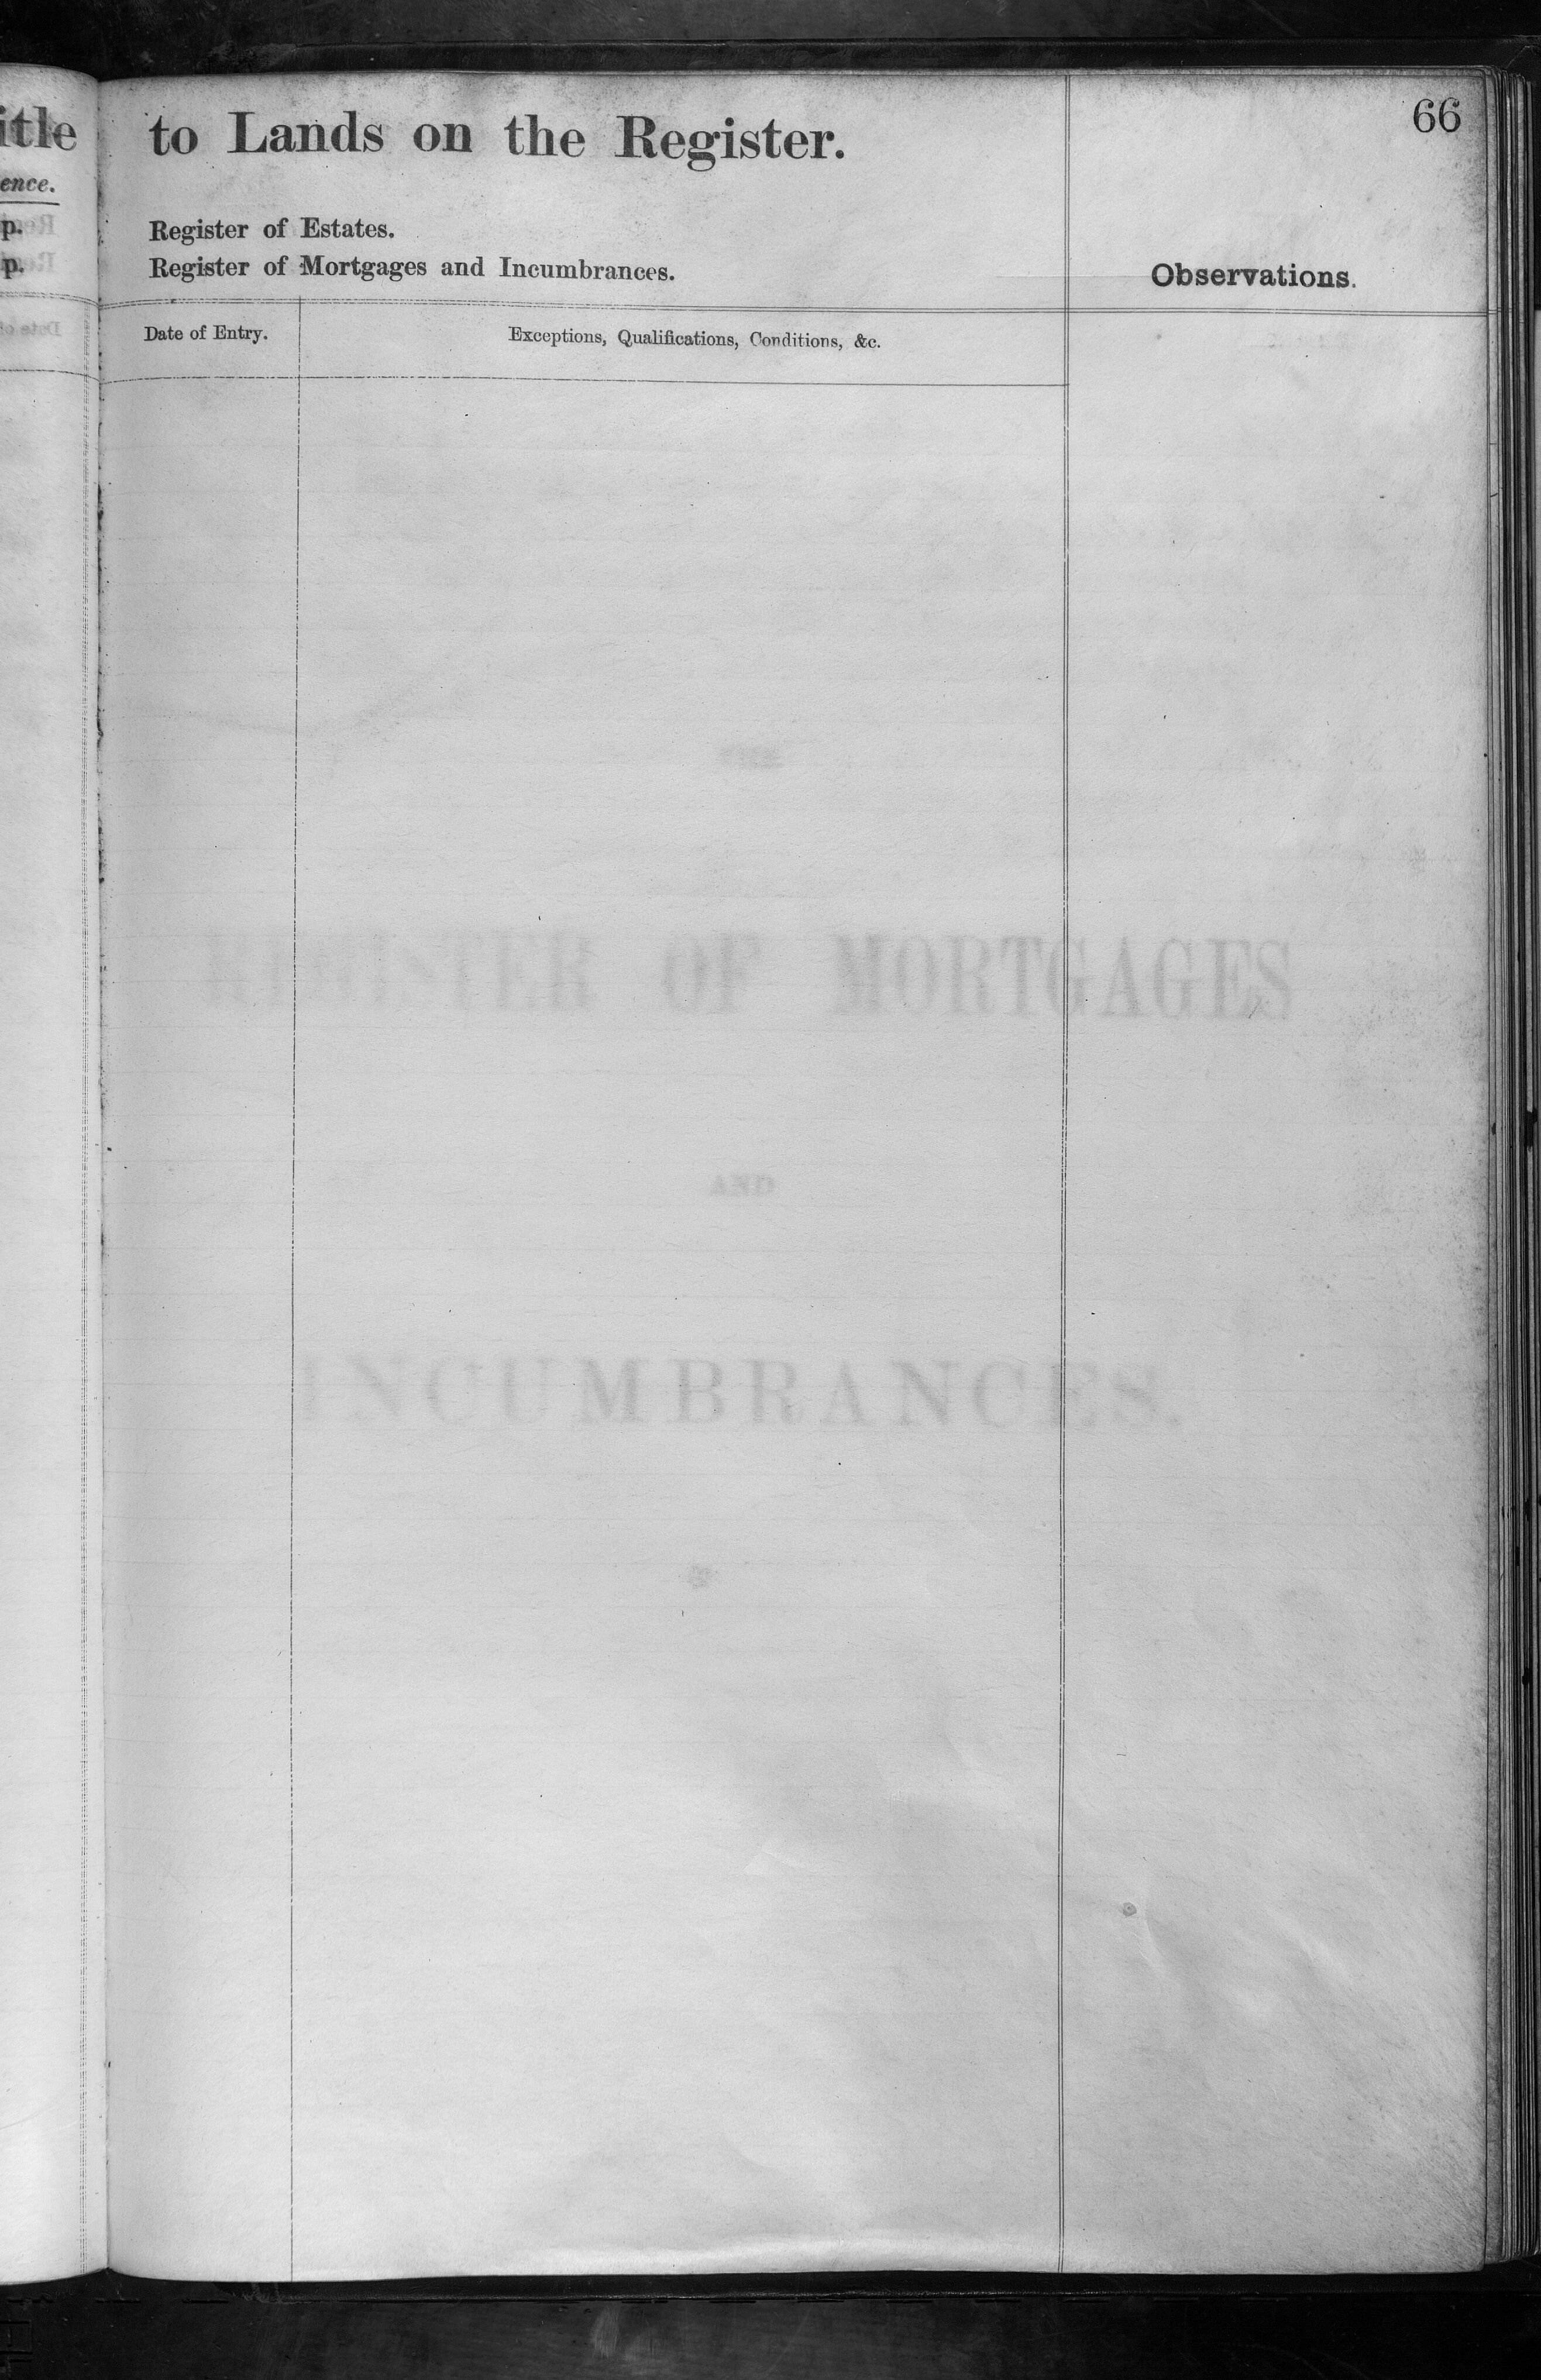 66
itle to Lands on the Register.
ence.
p. Register of Estates.
p. Register of Mortgages and Incumbrances.
Observations.
Date of Entry. Exceptions, Qualifications, Conditions, &c.
THE
REGISTER OF MORTGAGES
AND
INCUMBRANCES.